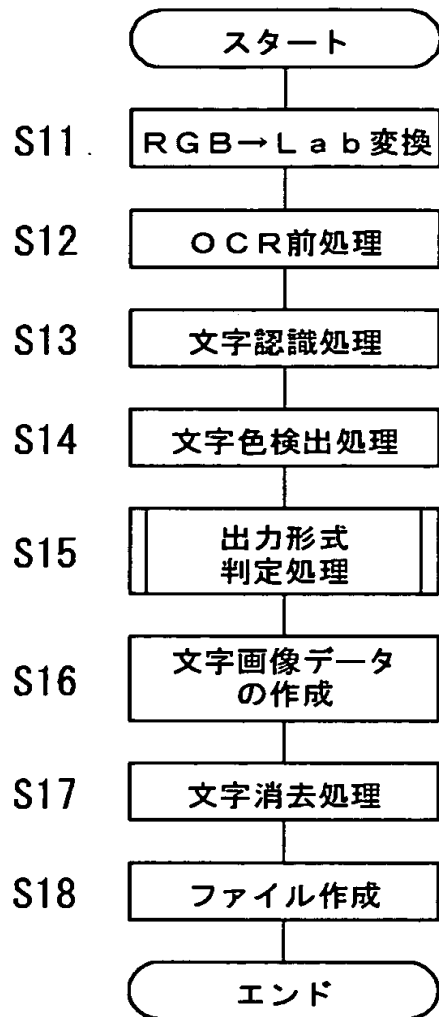 スタート
S11 RGB→Lab変換
S12 OCR前処理
S13 文字認識処理
S14 文字色検出処理
S15 出力形式
判定処理
S16 文字画像データ
の作成
S17 文字消去処理
S18 ファイル作成
エンド